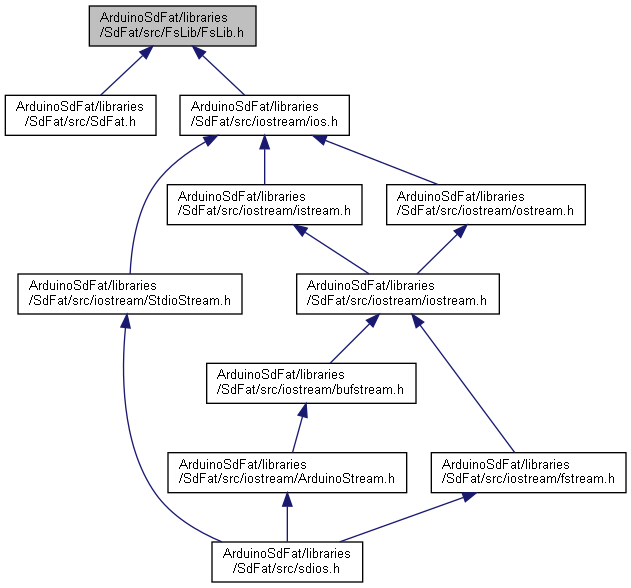 ArduinoSdFat/libraries
/SdFat/src/FsLib/FsLib.h
ArduinoSdFat/libraries
/SdFat/src/SdFat.h
ArduinoSdFat/libraries
/SdFat/src/iostream/ios.h
ArduinoSdFat/libraries
/SdFat/src/iostream/istream.h
ArduinoSdFat/libraries
/SdFat/src/iostream/ostream.h
ArduinoSdFat/libraries
/SdFat/src/iostream/StdioStream.h
ArduinoSdFat/libraries
/SdFat/src/iostream/iostream.h
ArduinoSdFat/libraries
/SdFat/src/iostream/bufstream.h
ArduinoSdFat/libraries
/SdFat/src/iostream/ArduinoStream.h
ArduinoSdFat/libraries
/SdFat/src/iostream/fstream.h
ArduinoSdFat/libraries
/SdFat/src/sdios.h